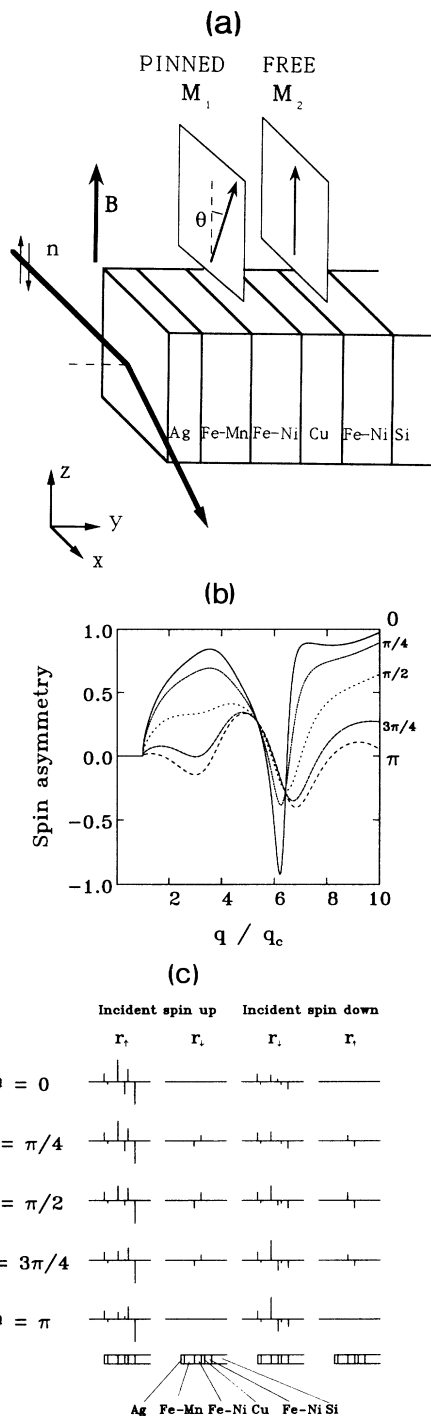 (a)
PINNED FREE
M₁ M₂
B
θ
n
Ag Fe-Mn Fe-Ni Cu Fe-Ni Si
z
y
x
(b)
0
1.0
π/4
π/2
0.5
3π/4
0.0
π
-0.5
-1.0
Spin asymmetry
2 4 6 8 10
q / q_c
(c)
Incident spin up Incident spin down
r↑ r↓ r↓ r↑
= 0
= π/4
= π/2
= 3π/4
= π
Ag Fe-Mn Fe-Ni Cu Fe-Ni Si